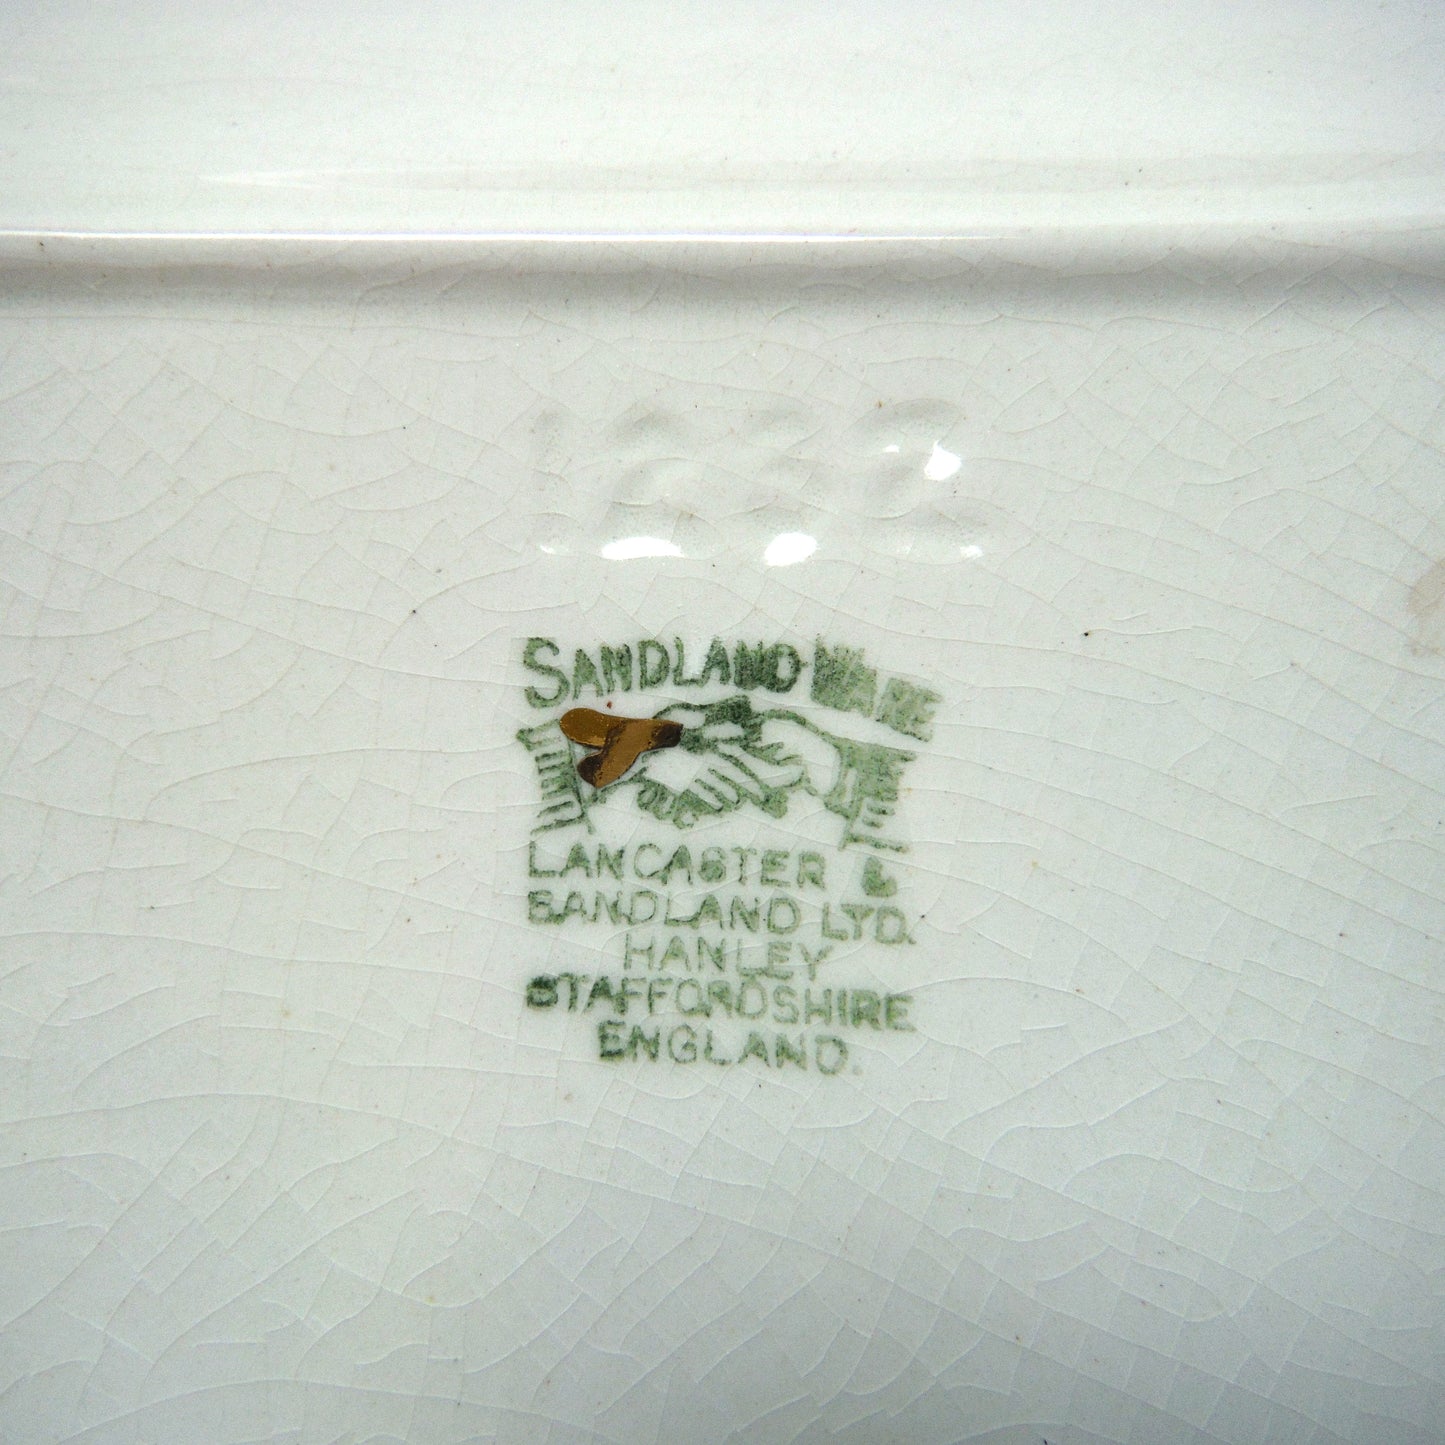 SANDLAND WARE
LANCASTER &
SANDLAND LTD.
HANLEY
STAFFORDSHIRE
ENGLAND.